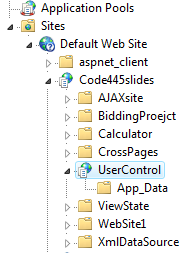 Application Pools
Sites
Default Web Site
aspnet_client
Code445slides
AJAXsite
BiddingProejct
Calculator
CrossPages
UserControl
App_Data
ViewState
WebSite1
XmlDataSource